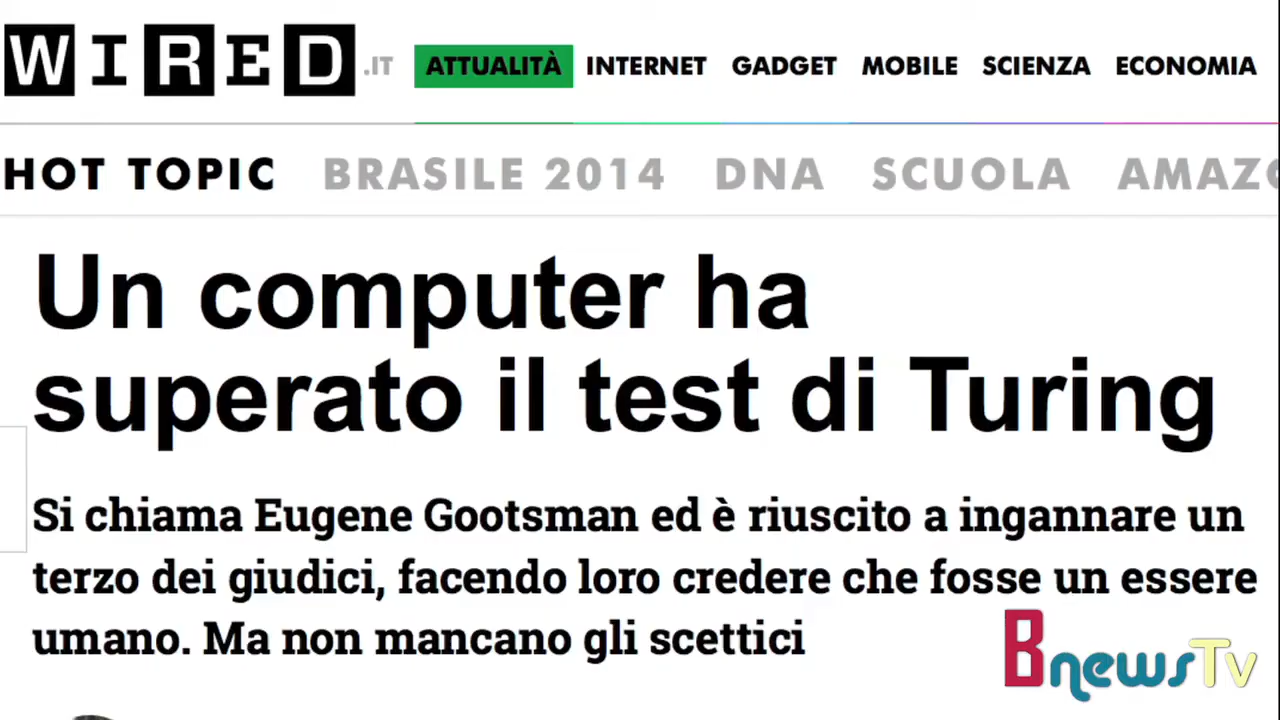 WIRED.IT ATTUALITÀ INTERNET GADGET MOBILE SCIENZA ECONOMIA
HOT TOPIC BRASILE 2014 DNA SCUOLA AMAZO
Un computer ha
superato il test di Turing
Si chiama Eugene Gootsman ed è riuscito a ingannare un
terzo dei giudici, facendo loro credere che fosse un essere
umano. Ma non mancano gli scettici
BnewsTv